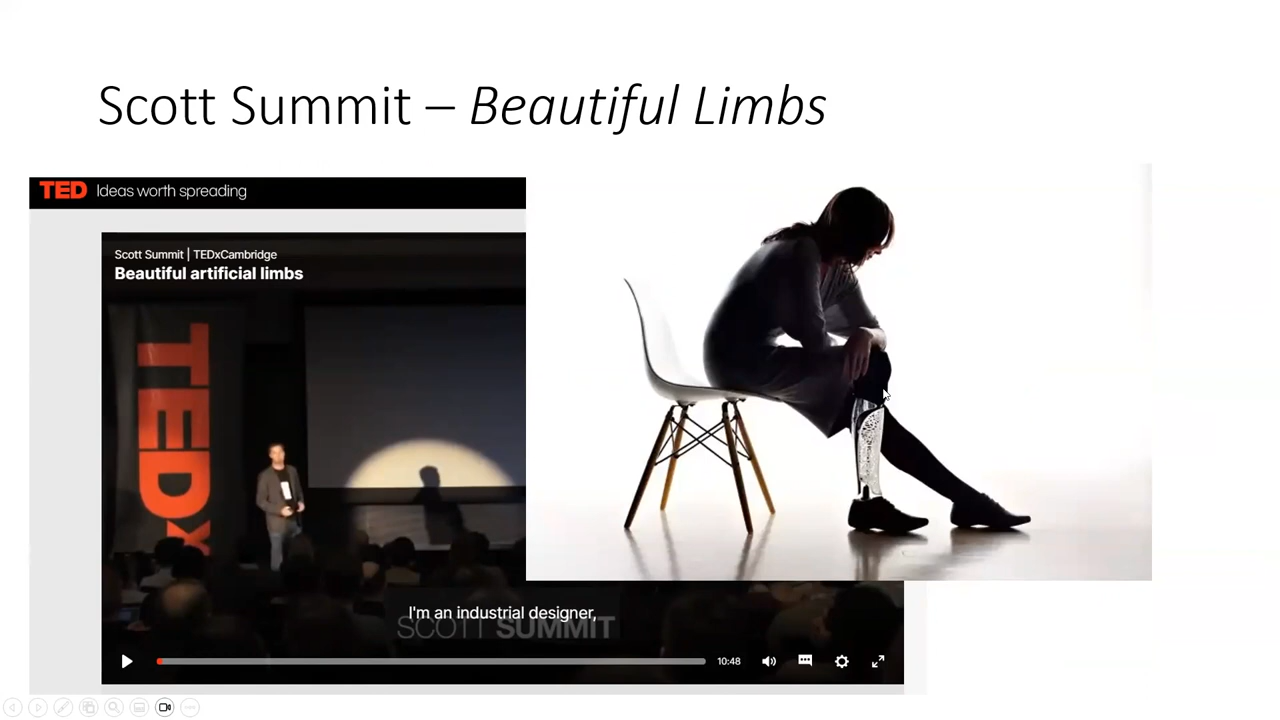 Scott Summit – Beautiful Limbs
TED Ideas worth spreading
Scott Summit | TEDxCambridge
Beautiful artificial limbs
TEDx
I'm an industrial designer,
SCOTT SUMMIT
10:48